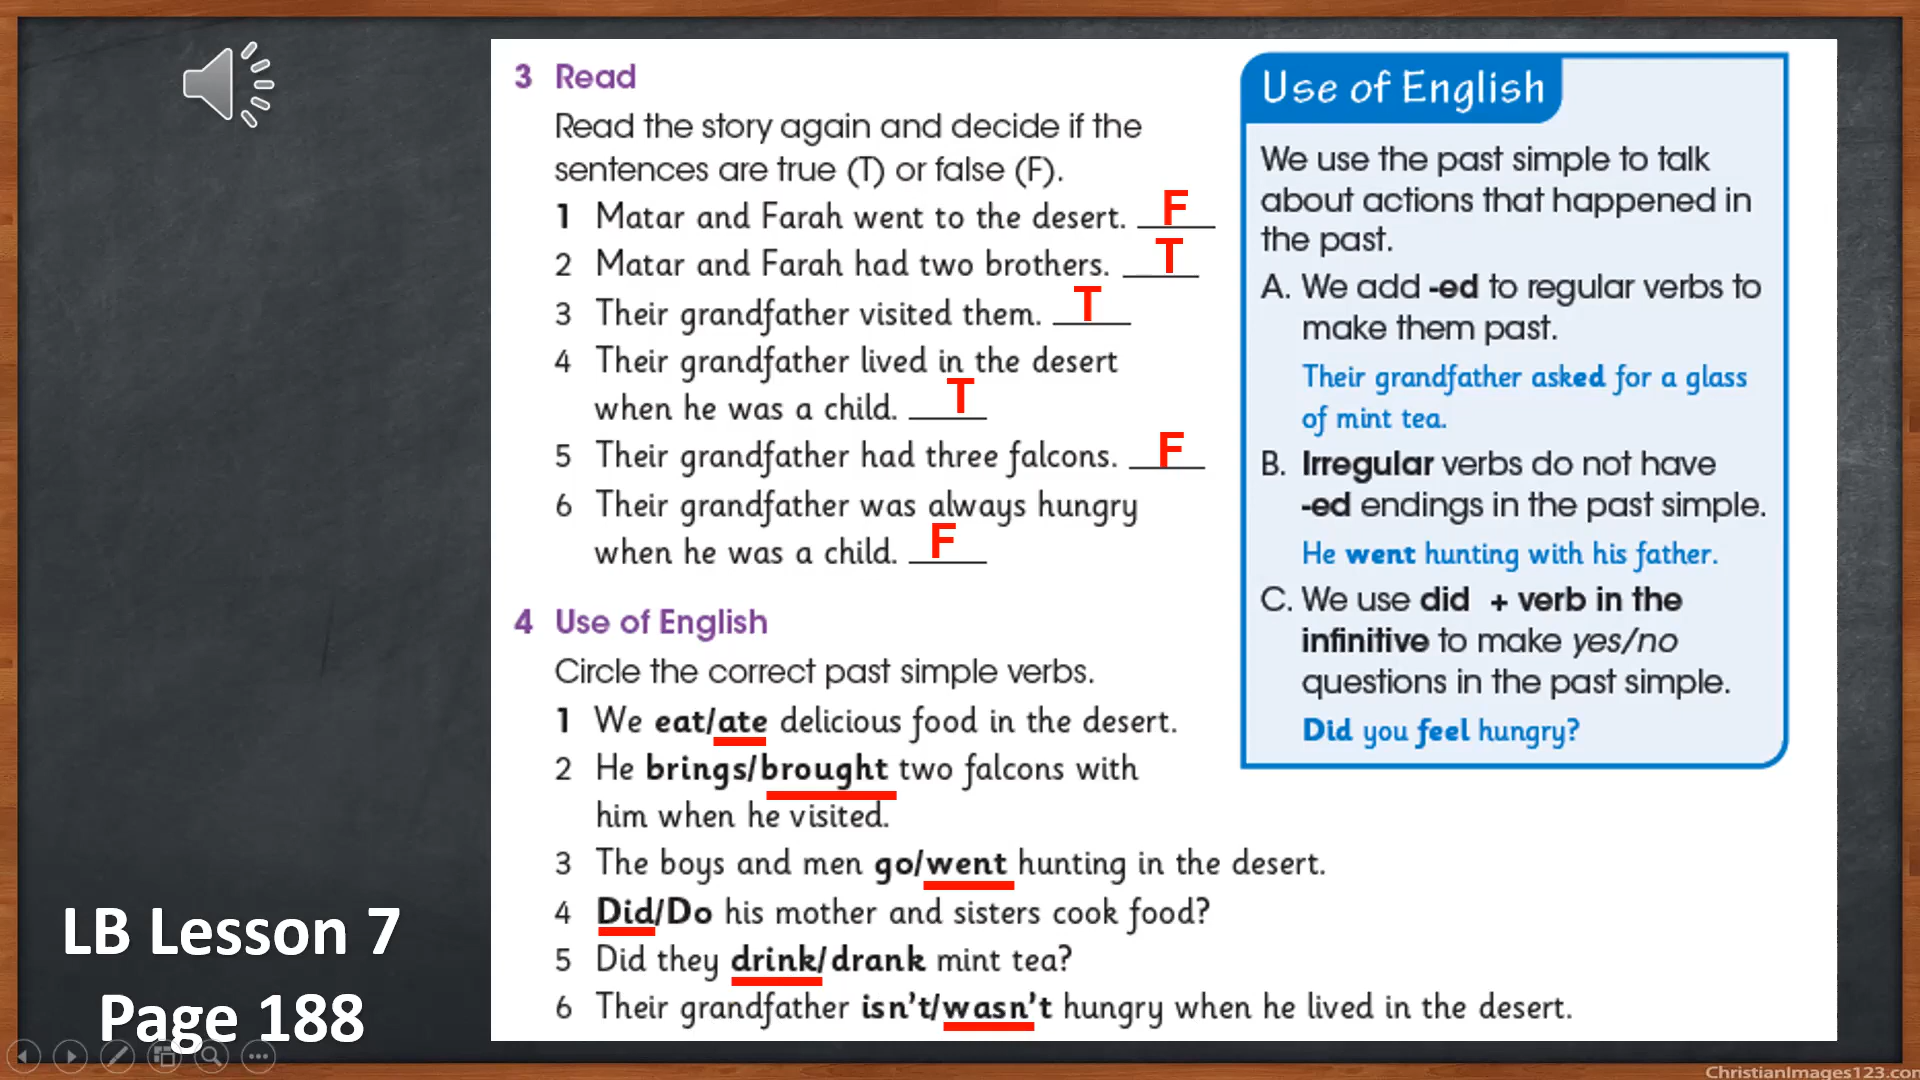 3 Read
Read the story again and decide if the
sentences are true (T) or false (F).
1 Matar and Farah went to the desert. F
2 Matar and Farah had two brothers. T
3 Their grandfather visited them. T
4 Their grandfather lived in the desert
when he was a child. T
5 Their grandfather had three falcons. F
6 Their grandfather was always hungry
when he was a child. F
4 Use of English
Circle the correct past simple verbs.
1 We eat/ate delicious food in the desert.
2 He brings/brought two falcons with
him when he visited.
3 The boys and men go/went hunting in the desert.
4 Did/Do his mother and sisters cook food?
5 Did they drink/drank mint tea?
6 Their grandfather isn't/wasn't hungry when he lived in the desert.
Use of English
We use the past simple to talk
about actions that happened in
the past.
A. We add -ed to regular verbs to
make them past.
Their grandfather asked for a glass
of mint tea.
B. Irregular verbs do not have
-ed endings in the past simple.
He went hunting with his father.
C. We use did + verb in the
infinitive to make yes/no
questions in the past simple.
Did you feel hungry?
LB Lesson 7
Page 188
ChristianImages123.com